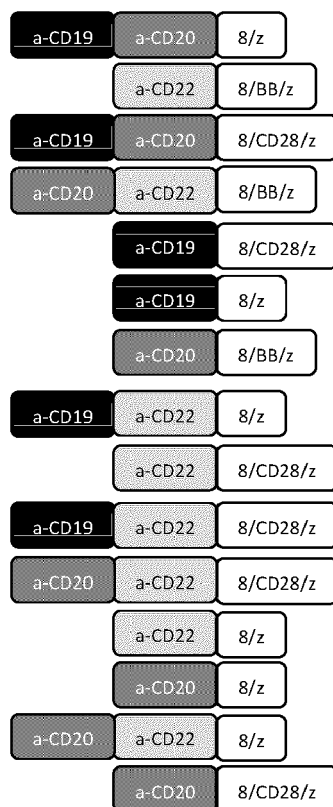 a-CD19 a-CD20 8/z
a-CD22 8/BB/z
a-CD19 a-CD20 8/CD28/z
a-CD20 a-CD22 8/BB/z
a-CD19 8/CD28/z
a-CD19 8/z
a-CD20 8/BB/z
a-CD19 a-CD22 8/z
a-CD22 8/CD28/z
a-CD19 a-CD22 8/CD28/z
a-CD20 a-CD22 8/CD28/z
a-CD22 8/z
a-CD20 8/z
a-CD20 a-CD22 8/z
a-CD20 8/CD28/z